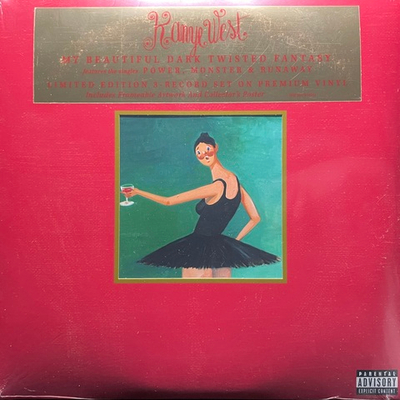 Kanye West
MY BEAUTIFUL DARK TWISTED FANTASY
POWER, MONSTER & RUNAWAY
LIMITED EDITION 3-RECORD SET ON PREMIUM VINYL
PARENTAL
ADVISORY
EXPLICIT CONTENT